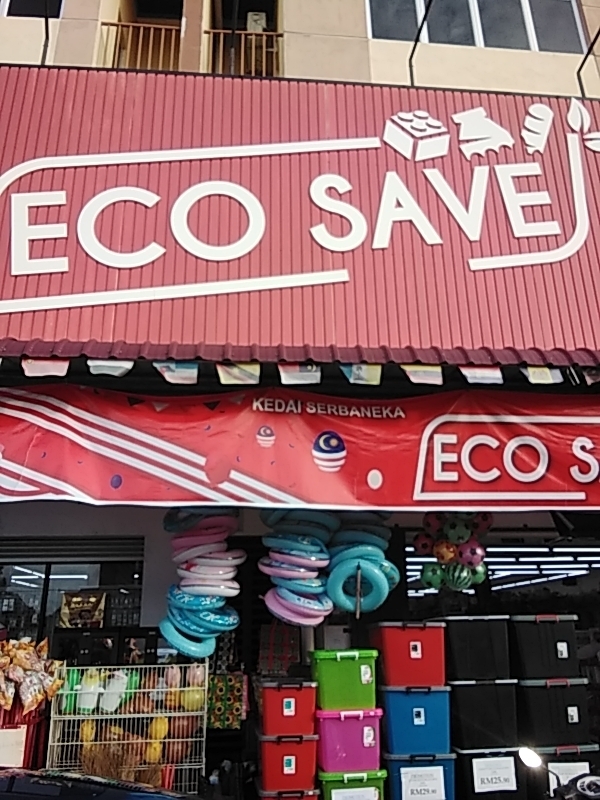 ECO SAVE
KEDAI SERBANEKA
ECO S
RM25.90